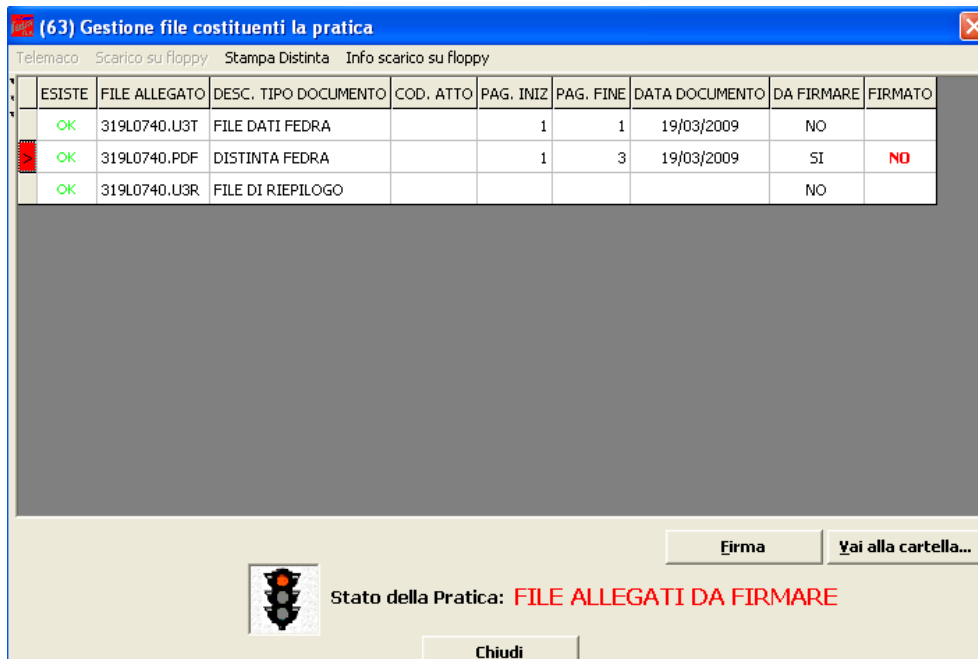 (63) Gestione file costituenti la pratica
Telemaco Scarico su floppy Stampa Distinta Info scarico su floppy
ESISTE FILE ALLEGATO DESC. TIPO DOCUMENTO COD. ATTO PAG. INIZ PAG. FINE DATA DOCUMENTO DA FIRMARE FIRMATO
OK 319L0740.U3T FILE DATI FEDRA 1 1 19/03/2009 NO
> OK 319L0740.PDF DISTINTA FEDRA 1 3 19/03/2009 SI NO
OK 319L0740.U3R FILE DI RIEPILOGO NO
Firma Vai alla cartella...
Stato della Pratica: FILE ALLEGATI DA FIRMARE
Chiudi